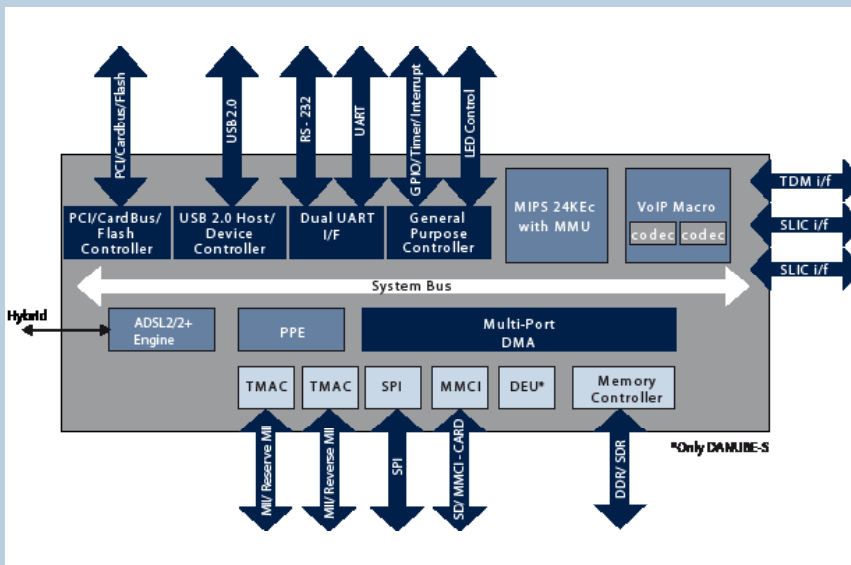 PCI/Cardbus/Flash
USB 2.0
RS - 232
UART
GPIO/ Timer/ Interrupt
LED Control
PCI/CardBus/
Flash
Controller
USB 2.0 Host/
Device
Controller
Dual UART
I/F
General
Purpose
Controller
MIPS 24KEc
with MMU
VoIP Macro
codec
codec
TDM i/f
SLIC i/f
SLIC i/f
System Bus
Hybrid
ADSL2/2+
Engine
PPE
Multi-Port
DMA
TMAC
TMAC
SPI
MMCI
DEU*
Memory
Controller
*Only DANUBE-S
MII/ Reserve MII
MII/ Reverse MII
SPI
SD/ MMCI - CARD
DDR/ SDR